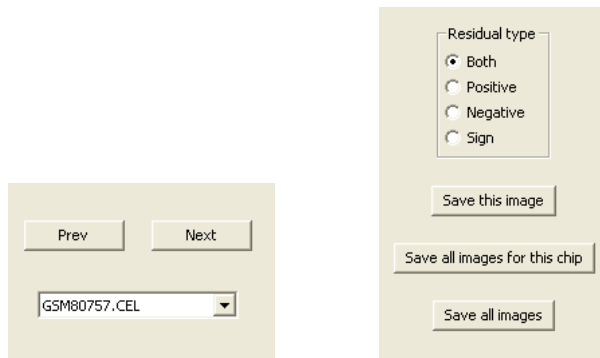 Residual type
Both
Positive
Negative
Sign
Save this image
Prev
Next
Save all images for this chip
GSM80757.CEL
Save all images